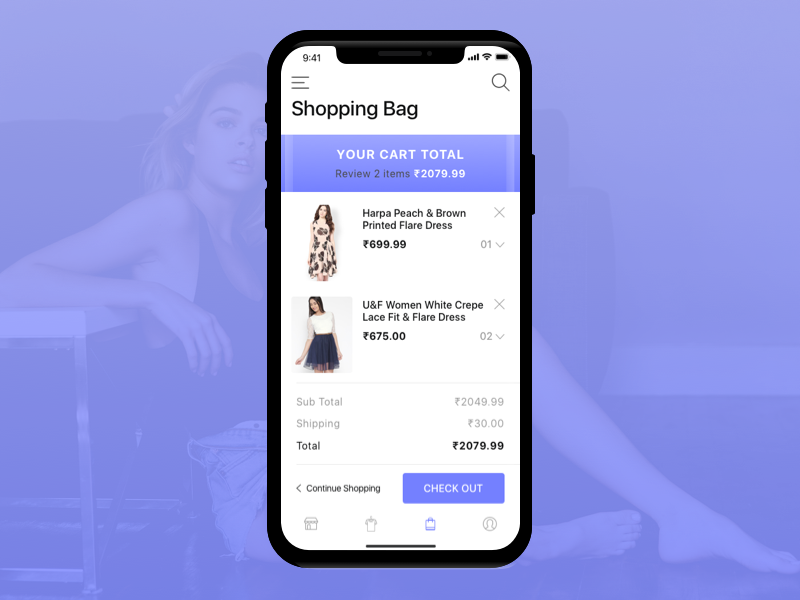 9:41
Shopping Bag
YOUR CART TOTAL
Review 2 items ₹2079.99
Harpa Peach & Brown
Printed Flare Dress
₹699.99
01
U&F Women White Crepe
Lace Fit & Flare Dress
₹675.00
02
Sub Total ₹2049.99
Shipping ₹30.00
Total ₹2079.99
Continue Shopping
CHECK OUT